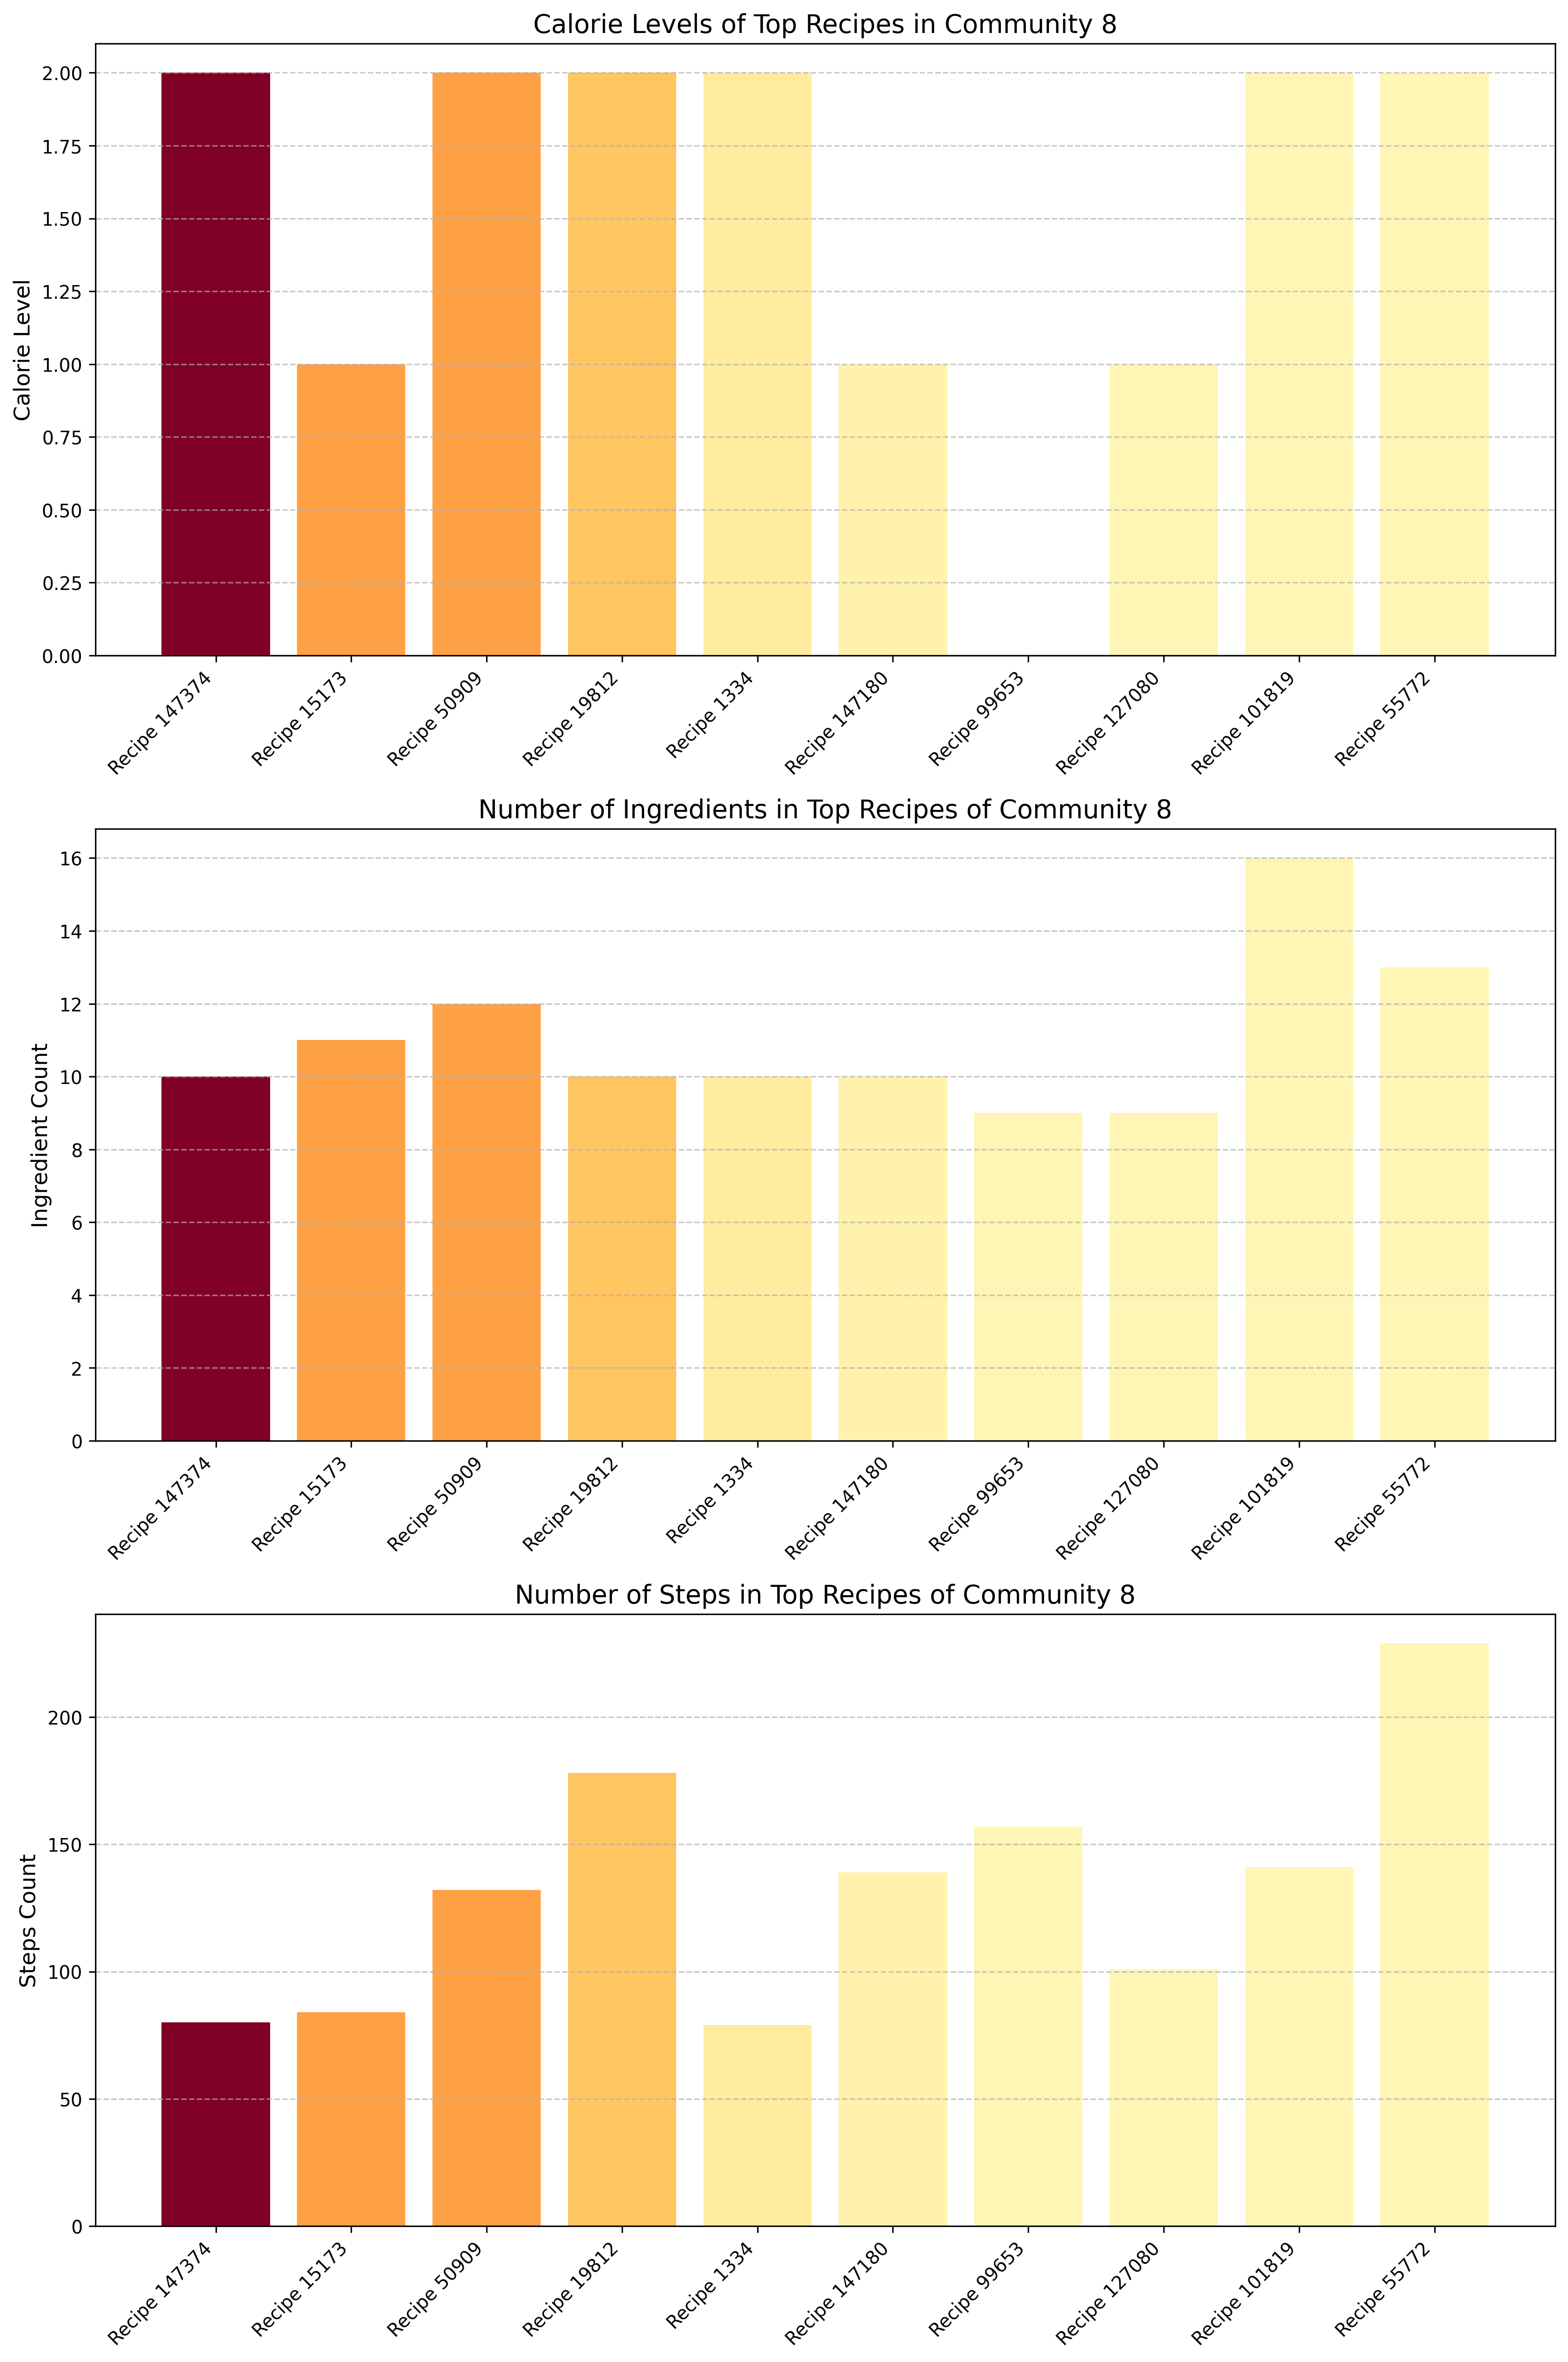 Calorie Levels of Top Recipes in Community 8
2.00
1.75
1.50
1.25
1.00
0.75
0.50
0.25
0.00
Calorie Level
Recipe 147374
Recipe 15173
Recipe 50909
Recipe 19812
Recipe 1334
Recipe 147180
Recipe 99653
Recipe 127080
Recipe 101819
Recipe 55772
Number of Ingredients in Top Recipes of Community 8
16
14
12
10
8
6
4
2
0
Ingredient Count
Recipe 147374
Recipe 15173
Recipe 50909
Recipe 19812
Recipe 1334
Recipe 147180
Recipe 99653
Recipe 127080
Recipe 101819
Recipe 55772
Number of Steps in Top Recipes of Community 8
200
150
100
50
0
Steps Count
Recipe 147374
Recipe 15173
Recipe 50909
Recipe 19812
Recipe 1334
Recipe 147180
Recipe 99653
Recipe 127080
Recipe 101819
Recipe 55772